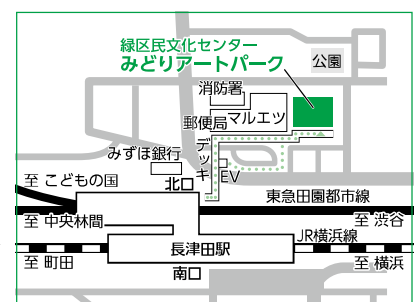 緑区民文化センター
みどりアートパーク
公園
消防署
郵便局
マルエツ
みずほ銀行
デッキ
EV
北口
至 こどもの国
東急田園都市線
至 中央林間
至 渋谷
JR横浜線
長津田駅
至 町田
至 横浜
南口